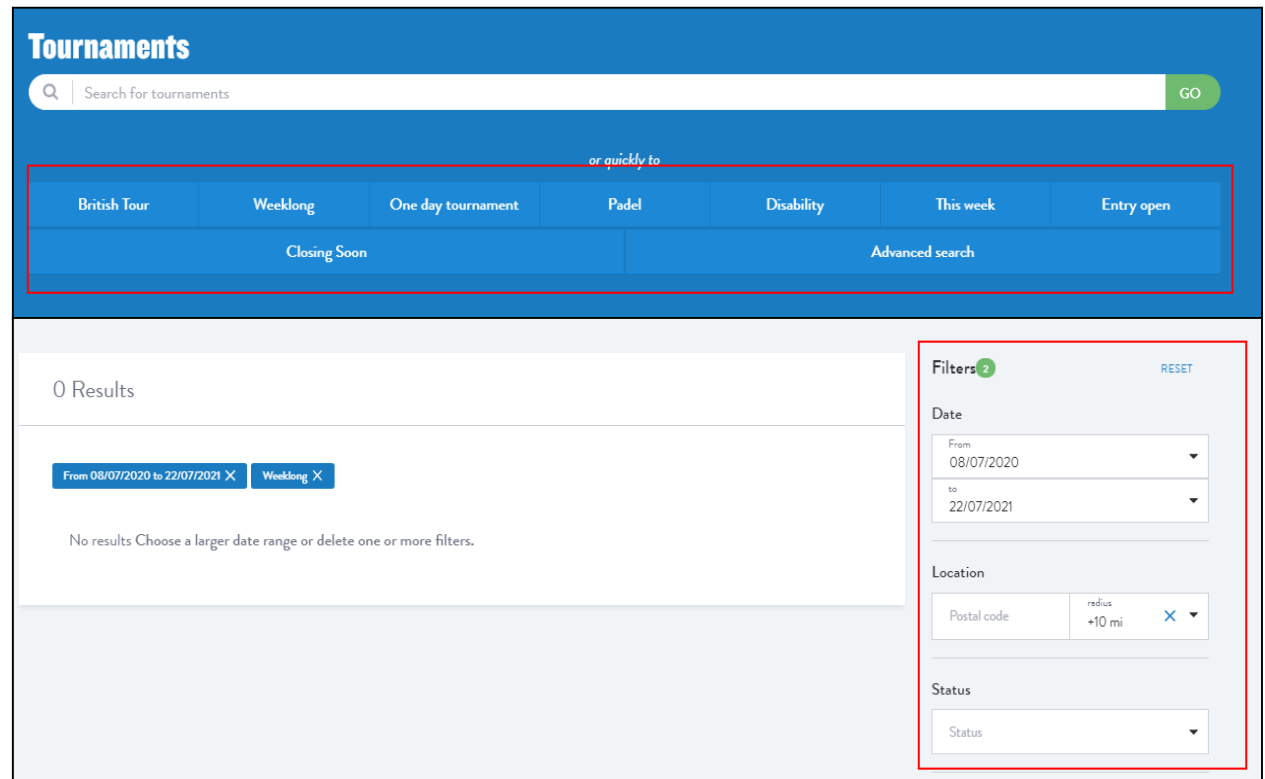 Tournaments
Search for tournaments
GO
or quickly to
British Tour Weeklong One day tournament Padel Disability This week Entry open
Closing Soon Advanced search
0 Results
From 08/07/2020 to 22/07/2021 X Weeklong X
No results Choose a larger date range or delete one or more filters.
Filters 2 RESET
Date
From
08/07/2020
to
22/07/2021
Location
Postal code
radius
+10 mi
Status
Status